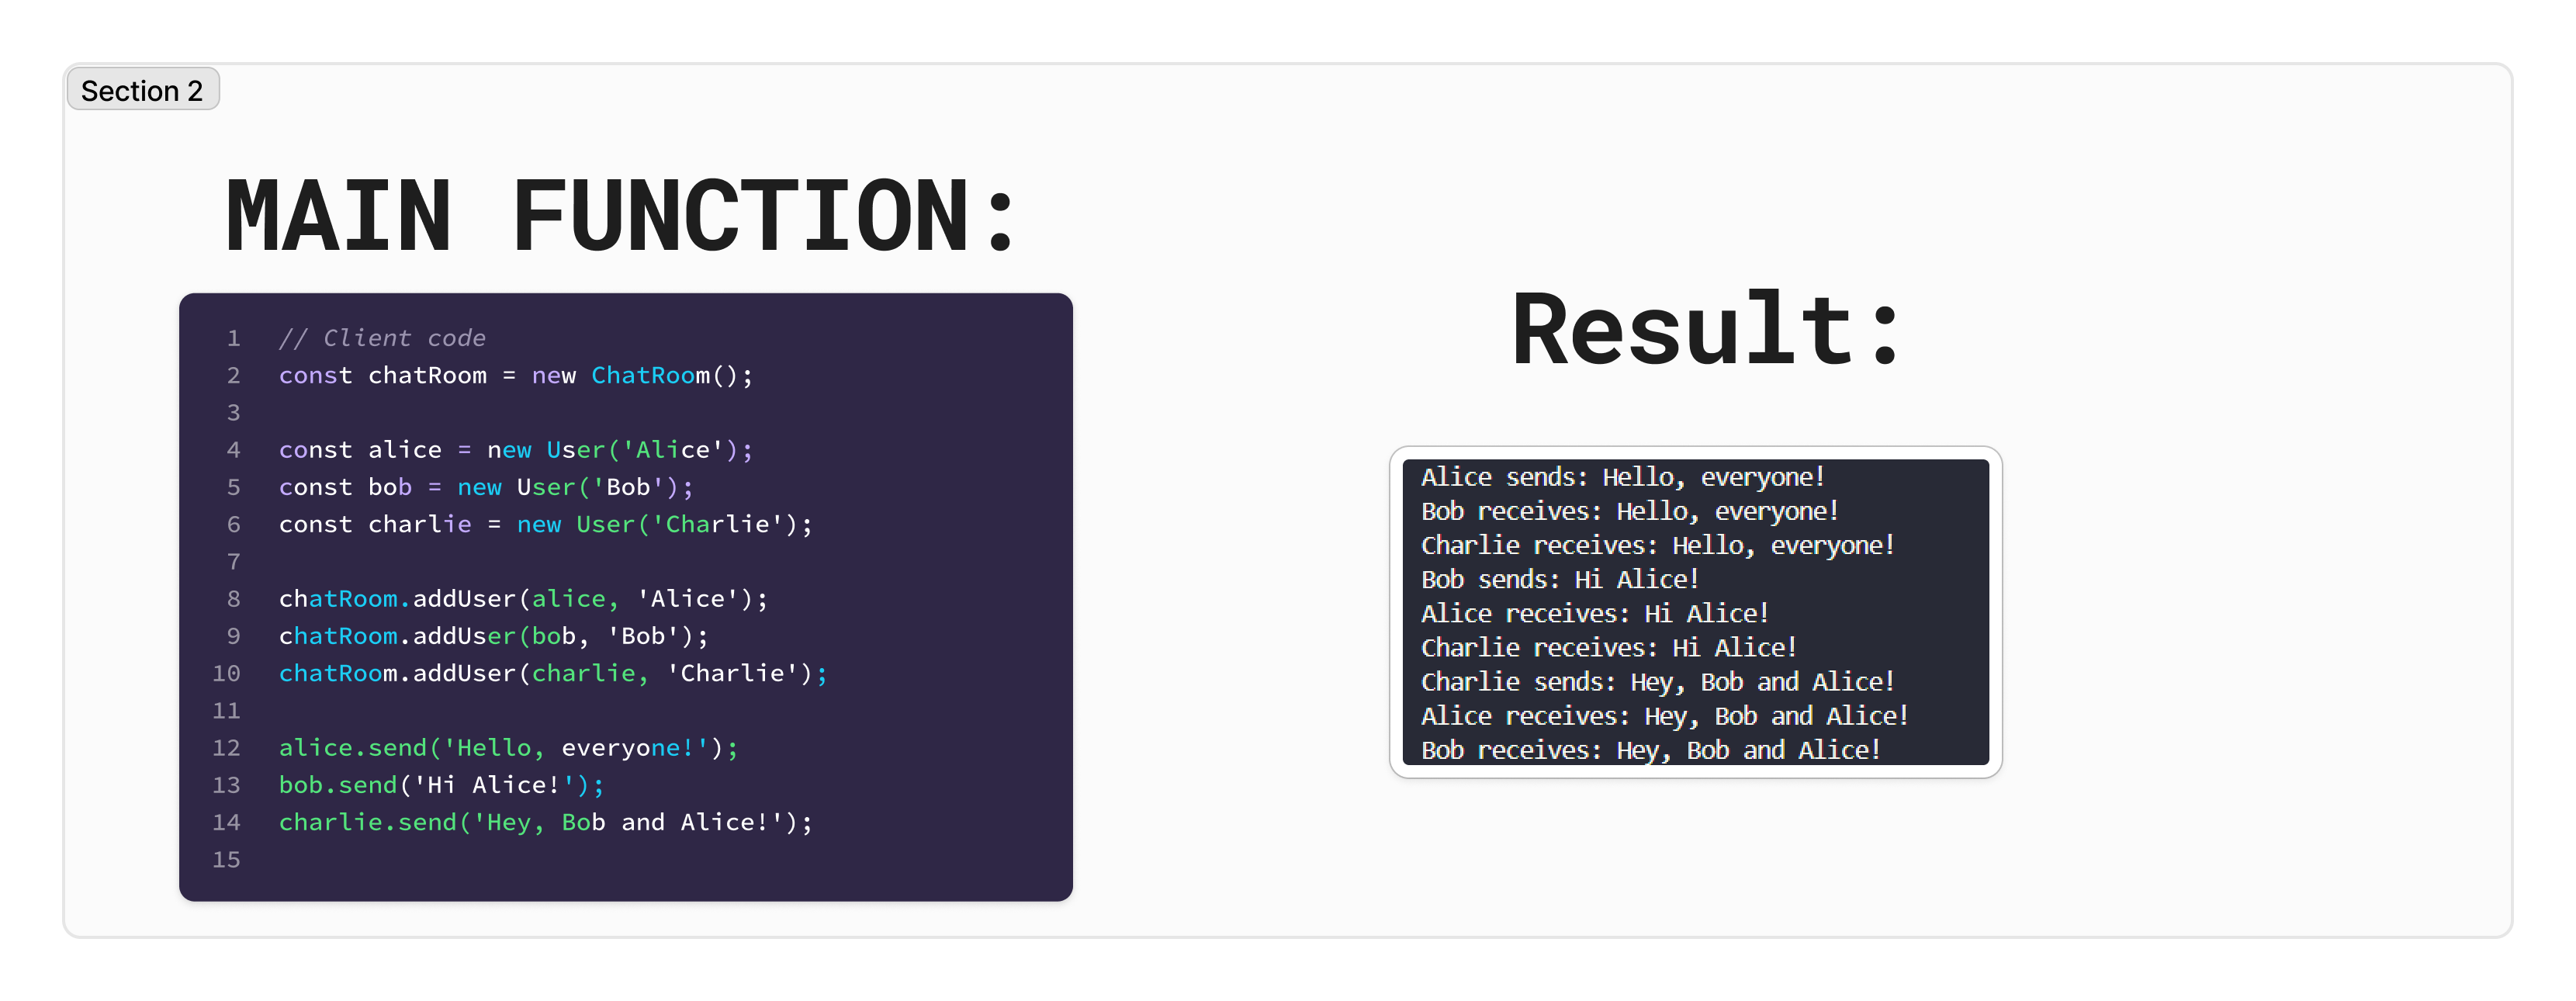 Section 2
MAIN FUNCTION:
1 // Client code
2 const chatRoom = new ChatRoom();
3
4 const alice = new User('Alice');
5 const bob = new User('Bob');
6 const charlie = new User('Charlie');
7
8 chatRoom.addUser(alice, 'Alice');
9 chatRoom.addUser(bob, 'Bob');
10 chatRoom.addUser(charlie, 'Charlie');
11
12 alice.send('Hello, everyone!');
13 bob.send('Hi Alice!');
14 charlie.send('Hey, Bob and Alice!');
15
Result:
Alice sends: Hello, everyone!
Bob receives: Hello, everyone!
Charlie receives: Hello, everyone!
Bob sends: Hi Alice!
Alice receives: Hi Alice!
Charlie receives: Hi Alice!
Charlie sends: Hey, Bob and Alice!
Alice receives: Hey, Bob and Alice!
Bob receives: Hey, Bob and Alice!